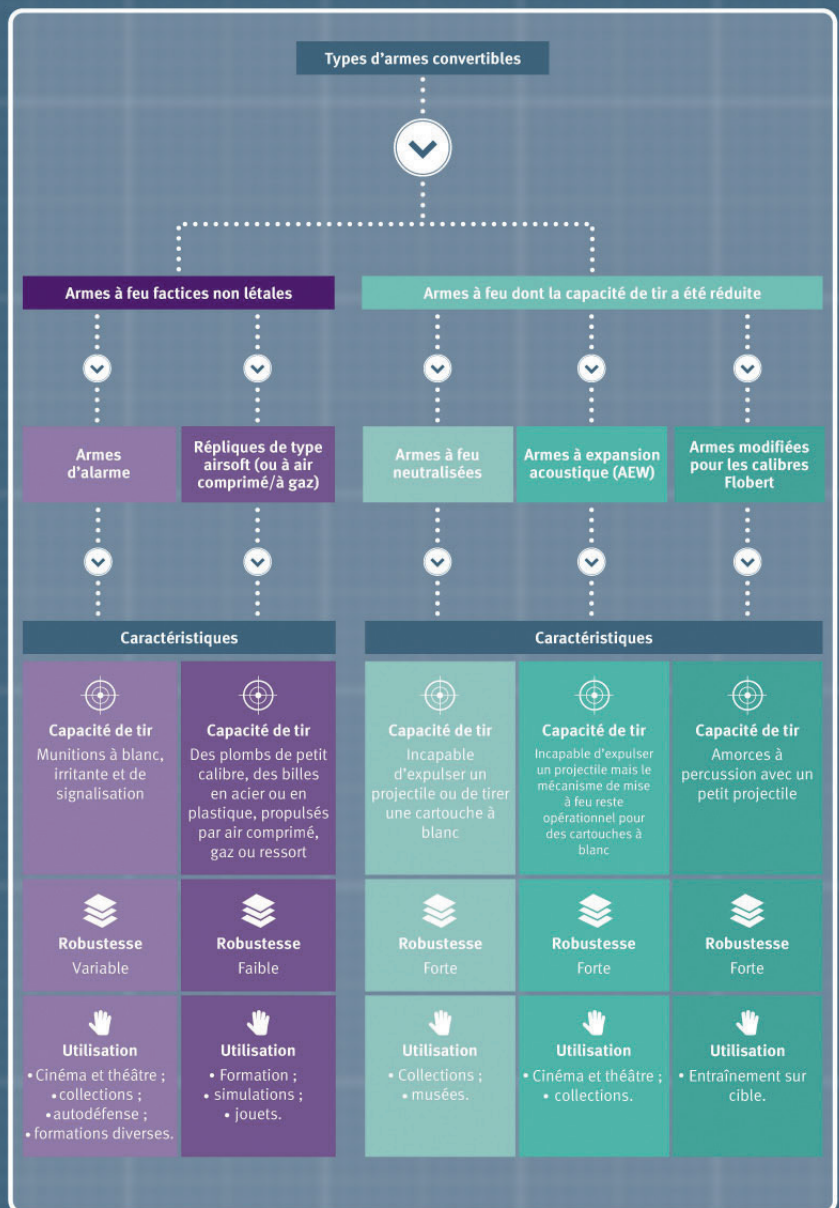 Types d'armes convertibles
Armes à feu factices non létales
Armes à feu dont la capacité de tir a été réduite
Armes
d'alarme
Répliques de type
airsoft (ou à air
comprimé/à gaz)
Armes à feu
neutralisées
Armes à expansion
acoustique (AEW)
Armes modifiées
pour les calibres
Flobert
Caractéristiques
Caractéristiques
Capacité de tir
Munitions à blanc,
irritante et de
signalisation
Capacité de tir
Des plombs de petit
calibre, des billes
en acier ou en
plastique, propulsés
par air comprimé,
gaz ou ressort
Capacité de tir
Incapable
d'expulser un
projectile ou de tirer
une cartouche à
blanc
Capacité de tir
Incapable d'expulser
un projectile mais le
mécanisme de mise
à feu reste
opérationnel pour
des cartouches à
blanc
Capacité de tir
Amorces à
percussion avec un
petit projectile
Robustesse
Variable
Robustesse
Faible
Robustesse
Forte
Robustesse
Forte
Robustesse
Forte
Utilisation
• Cinéma et théâtre ;
• collections ;
• autodéfense ;
• formations diverses.
Utilisation
• Formation ;
• simulations ;
• jouets.
Utilisation
• Collections ;
• musées.
Utilisation
• Cinéma et théâtre ;
• collections.
Utilisation
• Entraînement sur
cible.